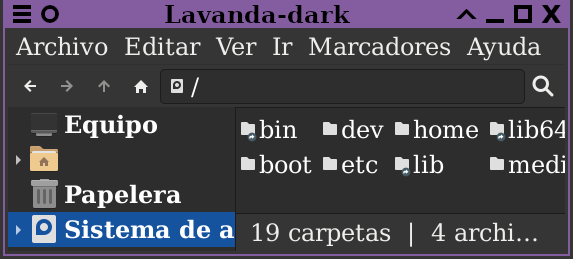 Lavanda-dark
Archivo Editar Ver Ir Marcadores Ayuda
/
Equipo
Papelera
Sistema de a
bin dev home lib64
boot etc lib medi
19 carpetas | 4 archi...